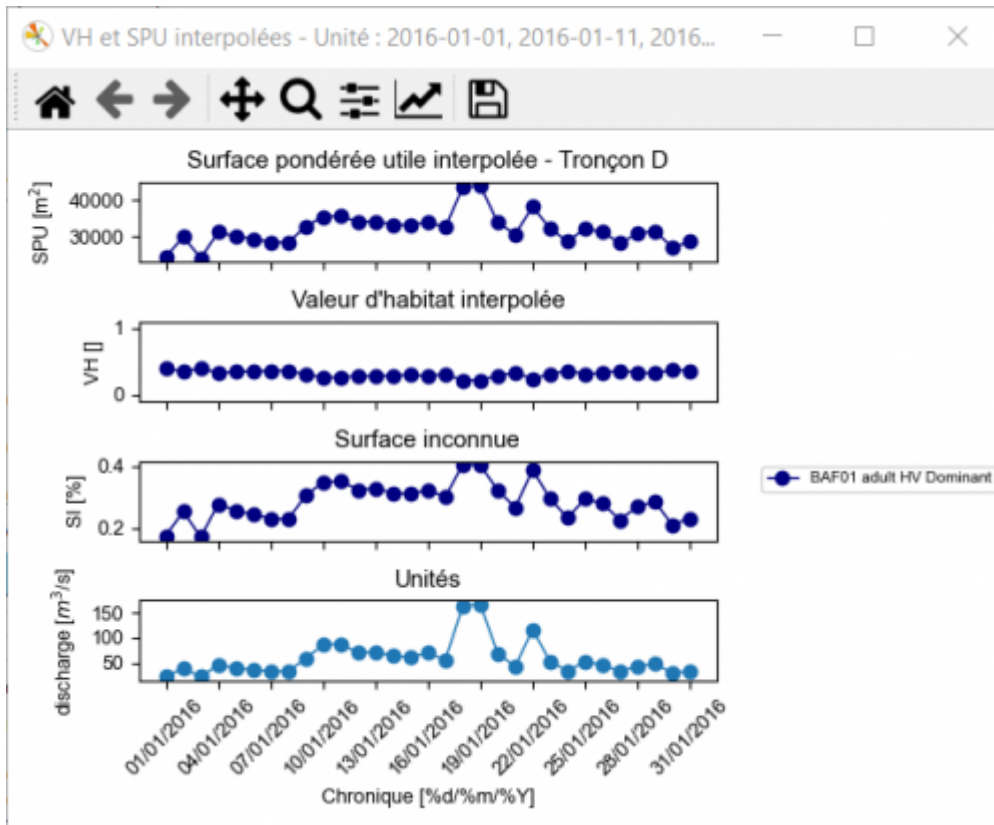 VH et SPU interpolées - Unité : 2016-01-01, 2016-01-11, 2016...
Surface pondérée utile interpolée - Tronçon D
SPU [m²]
40000
30000
Valeur d'habitat interpolée
VH []
1
0
Surface inconnue
SI [%]
0.4
0.2
BAF01 adult HV Dominant
Unités
discharge [m³/s]
150
100
50
01/01/2016
04/01/2016
07/01/2016
10/01/2016
13/01/2016
16/01/2016
19/01/2016
22/01/2016
25/01/2016
28/01/2016
31/01/2016
Chronique [%d/%m/%Y]